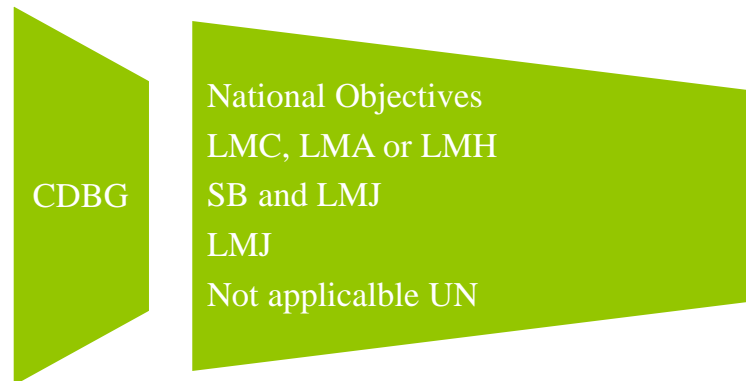 CDBG
National Objectives
LMC, LMA or LMH
SB and LMJ
LMJ
Not applicalble UN